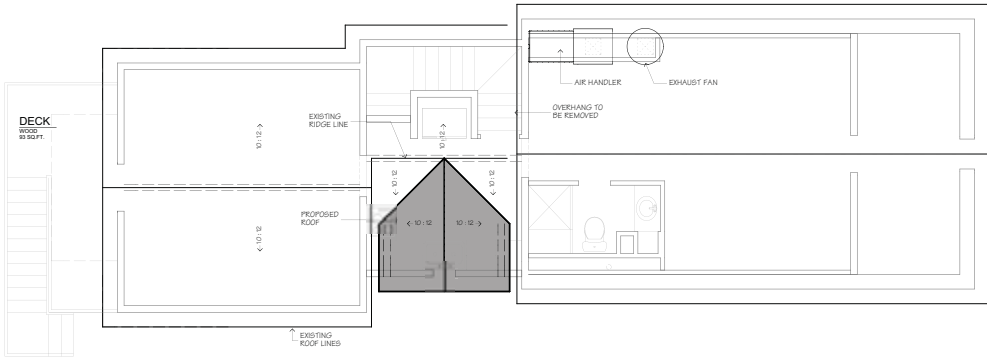 AIR HANDLER
EXHAUST FAN
OVERHANG TO
BE REMOVED
EXISTING
RIDGE LINE
DECK
WOOD
93 SQ.FT.
10:12
10:12
10:12
10:12
PROPOSED
ROOF
10:12
10:12
10:12
EXISTING
ROOF LINES